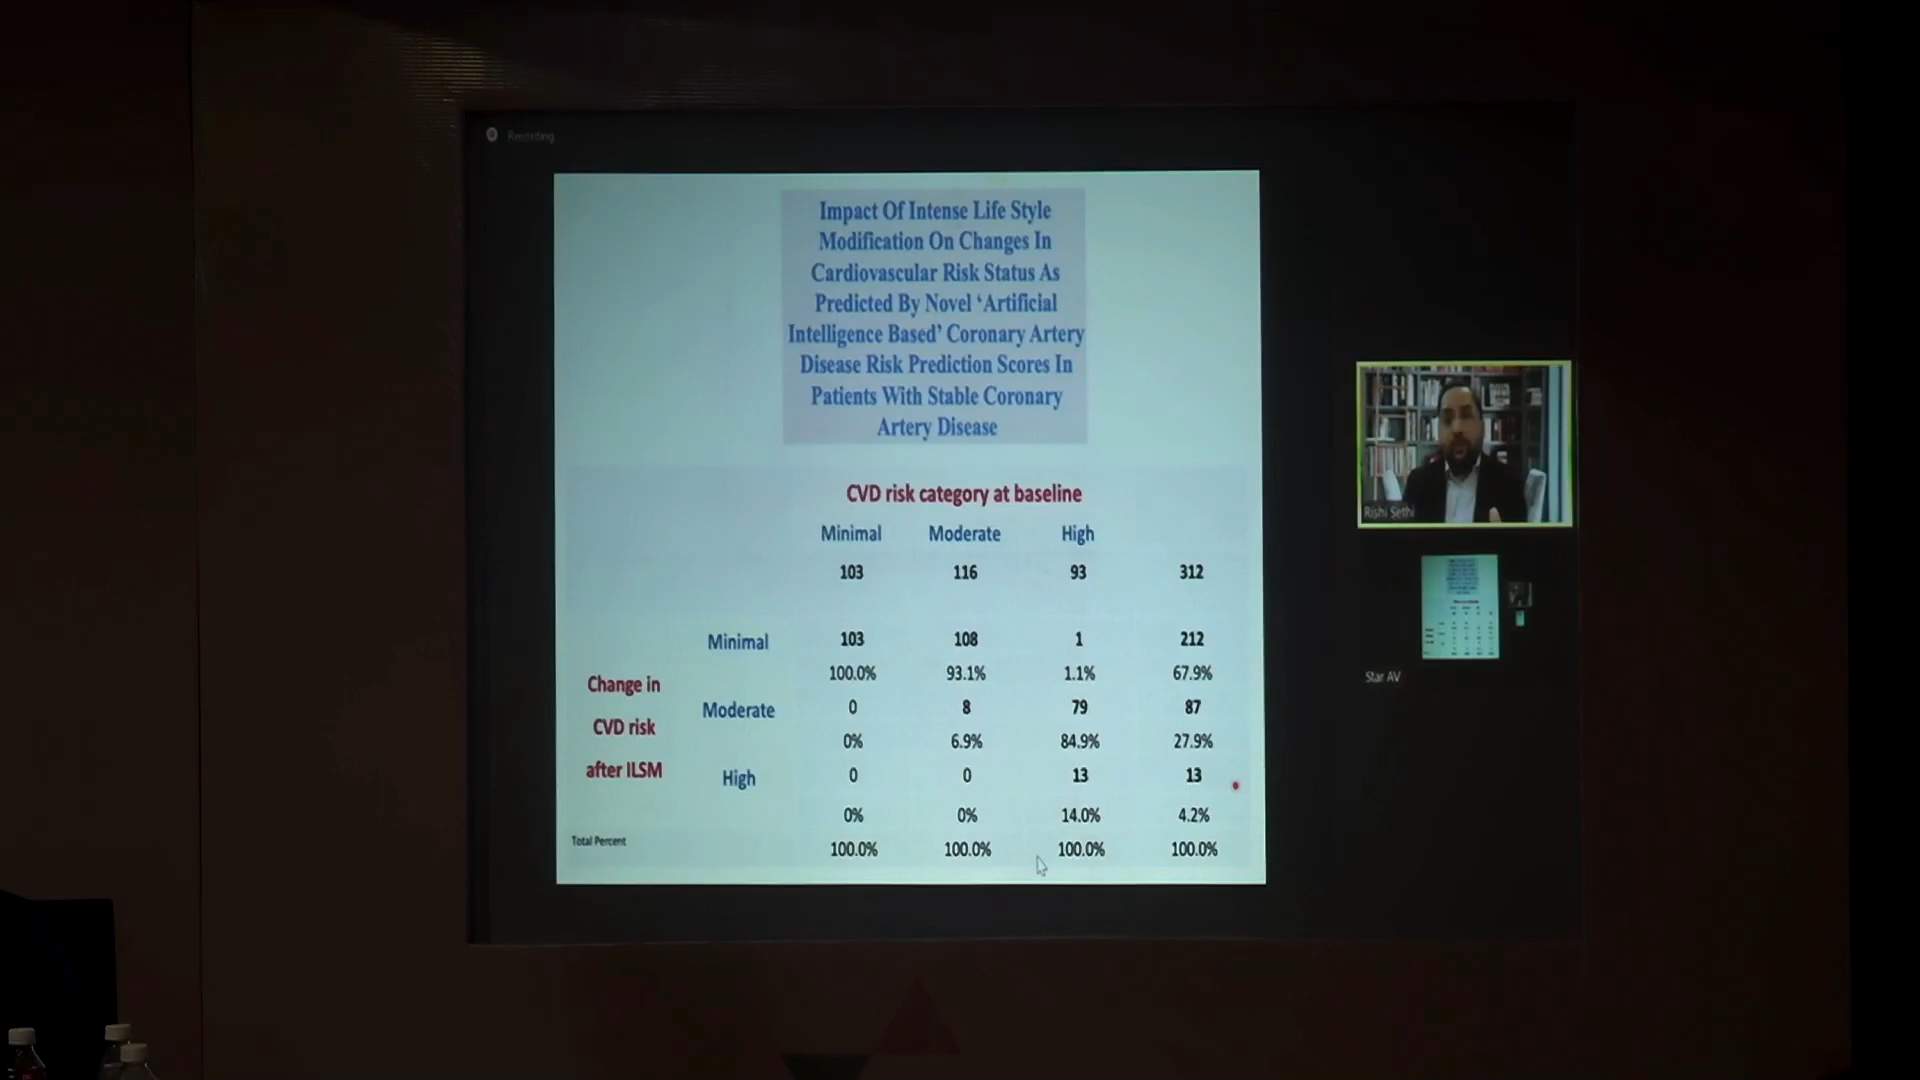 Recording
Impact Of Intense Life Style
Modification On Changes In
Cardiovascular Risk Status As
Predicted By Novel ‘Artificial
Intelligence Based’ Coronary Artery
Disease Risk Prediction Scores In
Patients With Stable Coronary
Artery Disease
CVD risk category at baseline
Minimal Moderate High
103 116 93 312
Minimal 103 108 1 212
100.0% 93.1% 1.1% 67.9%
Change in
Moderate 0 8 79 87
CVD risk
0% 6.9% 84.9% 27.9%
after ILSM
High 0 0 13 13
0% 0% 14.0% 4.2%
Total Percent
100.0% 100.0% 100.0% 100.0%
Rishi Sethi
Star AV